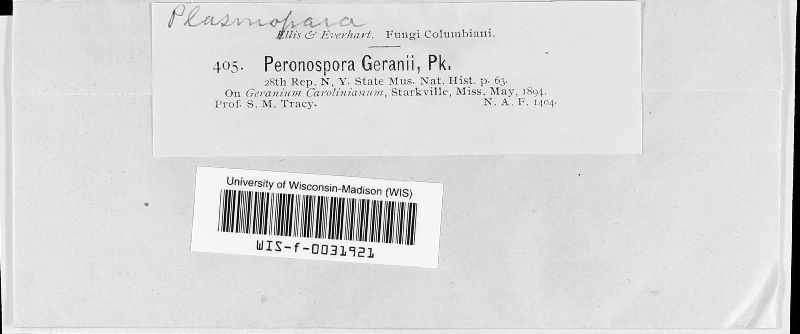 Plasmopara
Ellis & Everhart. Fungi Columbiani.
405. Peronospora Geranii, Pk.
28th Rep. N. Y. State Mus. Nat. Hist. p. 63.
On Geranium Carolinianum, Starkville, Miss. May, 1894.
Prof. S. M. Tracy. N. A. F. 1404.
University of Wisconsin-Madison (WIS)
WIS-f-0031921